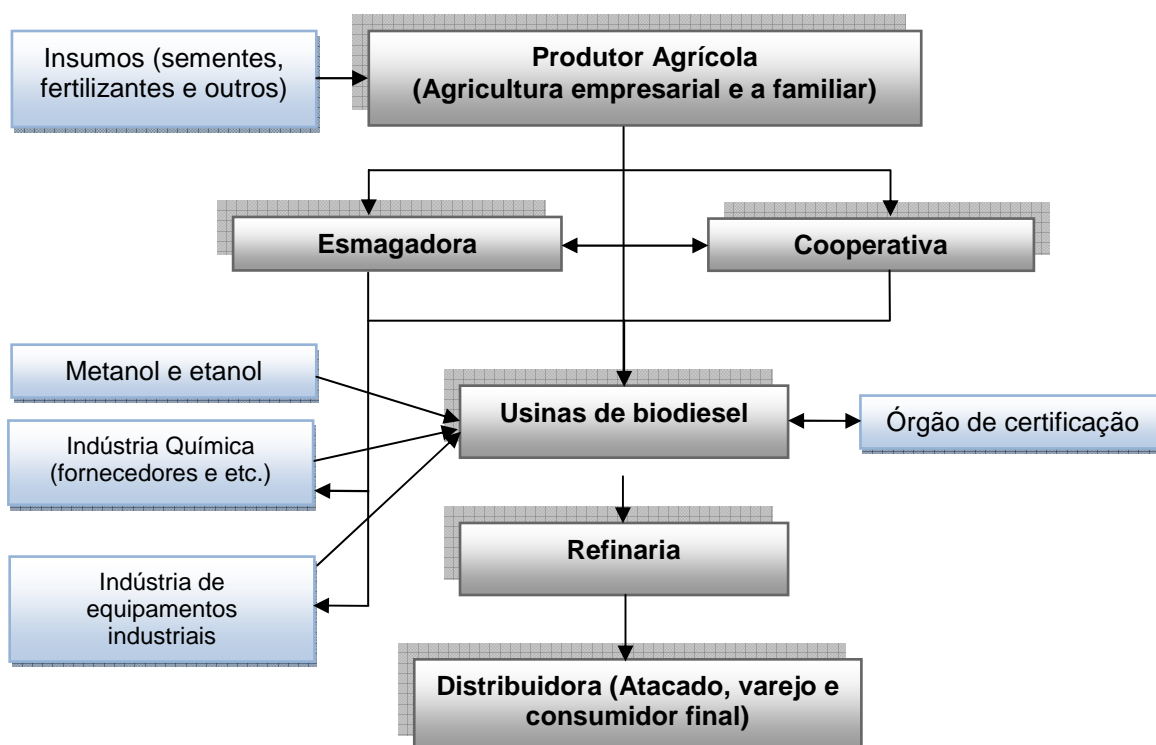 Insumos (sementes,
fertilizantes e outros)
Produtor Agrícola
(Agricultura empresarial e a familiar)
Esmagadora
Cooperativa
Metanol e etanol
Usinas de biodiesel
Órgão de certificação
Indústria Química
(fornecedores e etc.)
Refinaria
Indústria de
equipamentos
industriais
Distribuidora (Atacado, varejo e
consumidor final)